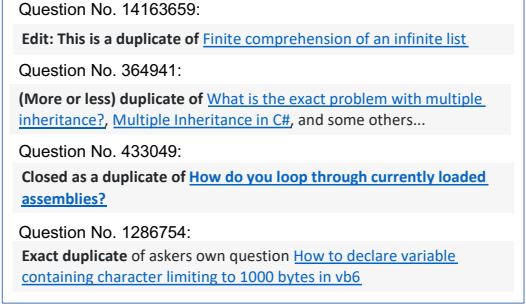 Question No. 14163659:
Edit: This is a duplicate of Finite comprehension of an infinite list
Question No. 364941:
(More or less) duplicate of What is the exact problem with multiple
inheritance?, Multiple Inheritance in C#, and some others...
Question No. 433049:
Closed as a duplicate of How do you loop through currently loaded
assemblies?
Question No. 1286754:
Exact duplicate of askers own question How to declare variable
containing character limiting to 1000 bytes in vb6